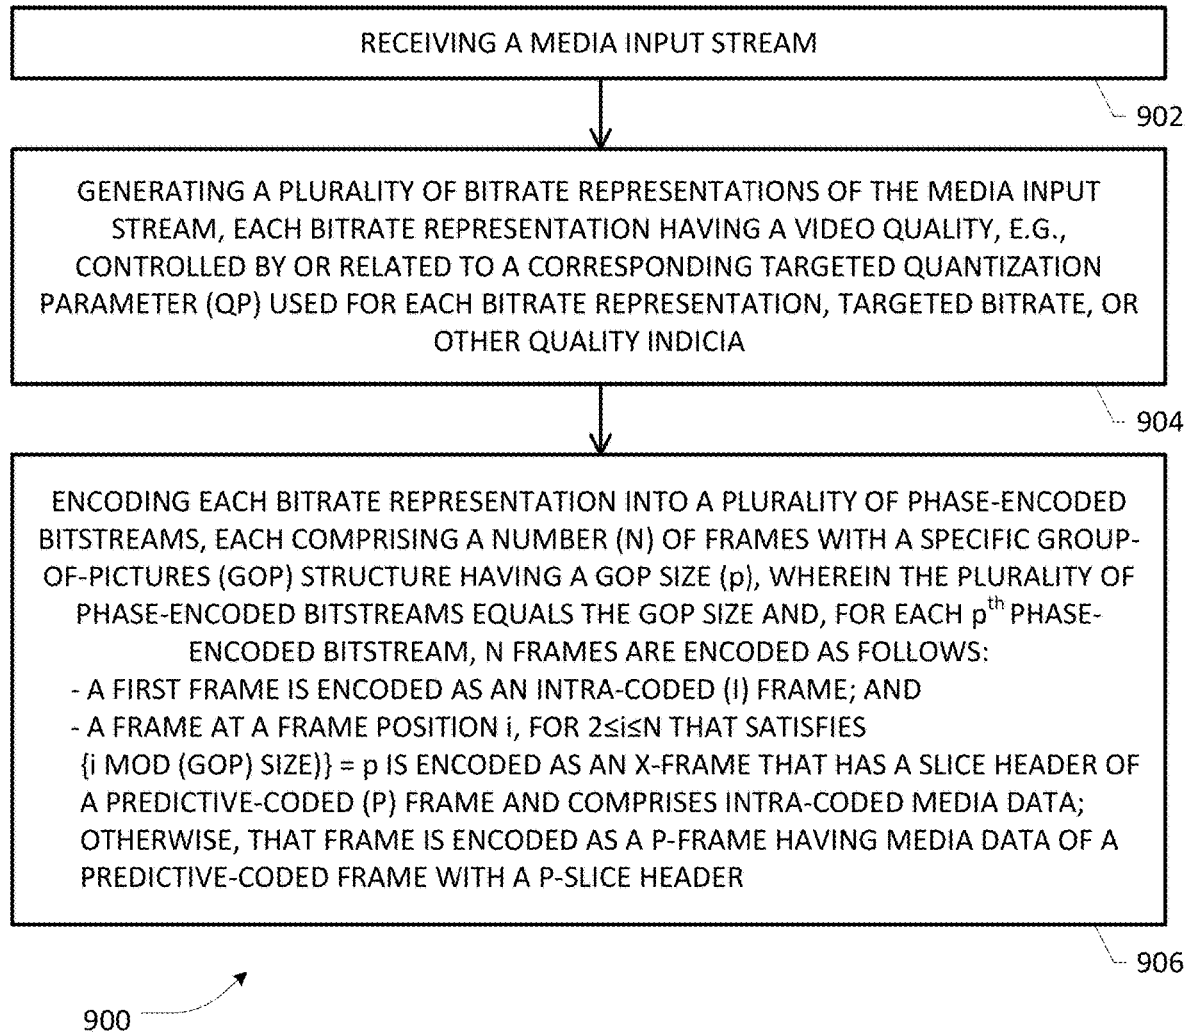 RECEIVING A MEDIA INPUT STREAM
902
GENERATING A PLURALITY OF BITRATE REPRESENTATIONS OF THE MEDIA INPUT
STREAM, EACH BITRATE REPRESENTATION HAVING A VIDEO QUALITY, E.G.,
CONTROLLED BY OR RELATED TO A CORRESPONDING TARGETED QUANTIZATION
PARAMETER (QP) USED FOR EACH BITRATE REPRESENTATION, TARGETED BITRATE, OR
OTHER QUALITY INDICIA
904
ENCODING EACH BITRATE REPRESENTATION INTO A PLURALITY OF PHASE-ENCODED
BITSTREAMS, EACH COMPRISING A NUMBER (N) OF FRAMES WITH A SPECIFIC GROUP-
OF-PICTURES (GOP) STRUCTURE HAVING A GOP SIZE (p), WHEREIN THE PLURALITY OF
PHASE-ENCODED BITSTREAMS EQUALS THE GOP SIZE AND, FOR EACH pth PHASE-
ENCODED BITSTREAM, N FRAMES ARE ENCODED AS FOLLOWS:
- A FIRST FRAME IS ENCODED AS AN INTRA-CODED (I) FRAME; AND
- A FRAME AT A FRAME POSITION i, FOR 2≤i≤N THAT SATISFIES
{i MOD (GOP) SIZE)} = p IS ENCODED AS AN X-FRAME THAT HAS A SLICE HEADER OF
A PREDICTIVE-CODED (P) FRAME AND COMPRISES INTRA-CODED MEDIA DATA;
OTHERWISE, THAT FRAME IS ENCODED AS A P-FRAME HAVING MEDIA DATA OF A
PREDICTIVE-CODED FRAME WITH A P-SLICE HEADER
906
900